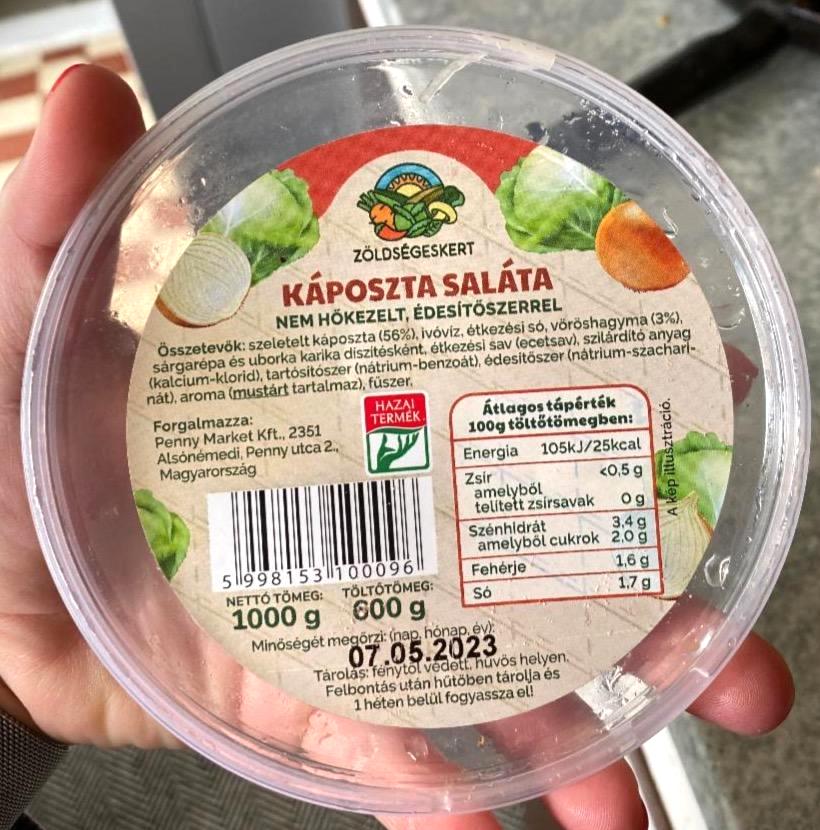 ZÖLDSÉGESKERT
KÁPOSZTA SALÁTA
NEM HŐKEZELT, ÉDESÍTŐSZERREL
Összetevők: szeletelt káposzta (56%), ivóvíz, étkezési só, vöröshagyma (3%),
sárgarépa és uborka karika díszítésként, étkezési sav (ecetsav), szilárdító anyag
(kalcium-klorid), tartósítószer (nátrium-benzoát), édesítőszer (nátrium-szachari-
nát), aroma (mustárt tartalmaz), fűszer.
Forgalmazza:
Penny Market Kft., 2351
Alsónémedi, Penny utca 2.,
Magyarország
HAZAI
TERMÉK
Átlagos tápérték
100g töltőtömegben:
Energia 105kJ/25kcal
Zsír <0,5 g
amelyből
telített zsírsavak 0 g
Szénhidrát 3,4 g
amelyből cukrok 2,0 g
Fehérje 1,6 g
Só 1,7 g
A kép illusztráció.
5 998153 100096
NETTÓ TÖMEG: TÖLTŐTÖMEG:
1000 g 600 g
Minőségét megőrzi: (nap, hónap, év):
07.05.2023
Tárolás: fénytől védett, hűvös helyen.
Felbontás után hűtőben tárolja és
1 héten belül fogyassza el!